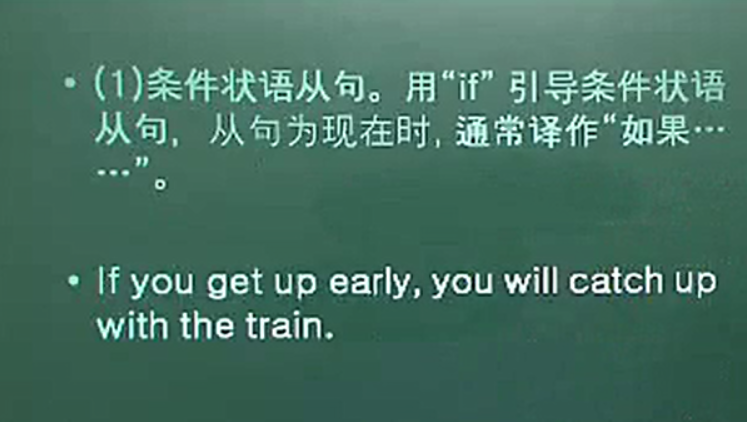 • (1)条件状语从句。用“if” 引导条件状语
从句, 从句为现在时, 通常译作“如果…
…”。
• If you get up early, you will catch up
with the train.